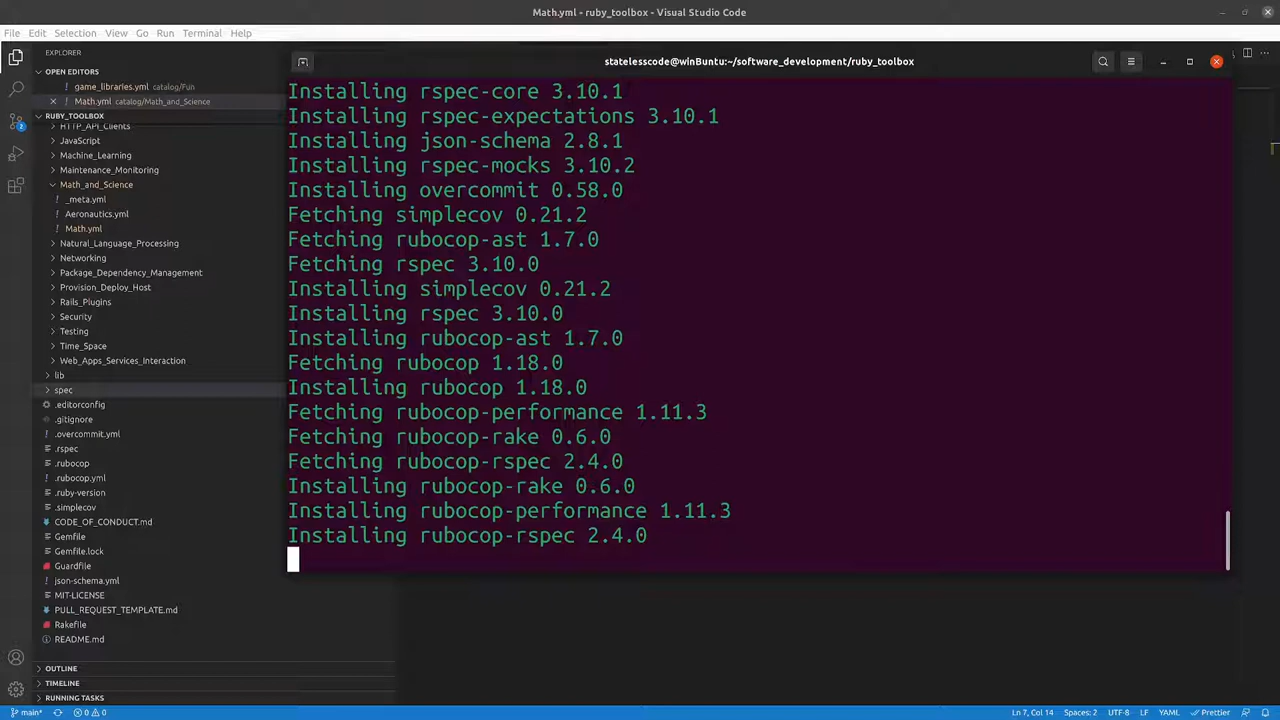 Math.yml - ruby_toolbox - Visual Studio Code
File Edit Selection View Go Run Terminal Help
EXPLORER
OPEN EDITORS
game_libraries.yml catalog/Fun
Math.yml catalog/Math_and_Science
RUBY_TOOLBOX
HTTP_API_Clients
JavaScript
Machine_Learning
Maintenance_Monitoring
Math_and_Science
_meta.yml
Aeronautics.yml
Math.yml
Natural_Language_Processing
Networking
Package_Dependency_Management
Provision_Deploy_Host
Rails_Plugins
Security
Testing
Time_Space
Web_Apps_Services_Interaction
lib
spec
.editorconfig
.gitignore
.overcommit.yml
.rspec
.rubocop
.rubocop.yml
.ruby-version
.simplecov
CODE_OF_CONDUCT.md
Gemfile
Gemfile.lock
Guardfile
json-schema.yml
MIT-LICENSE
PULL_REQUEST_TEMPLATE.md
Rakefile
README.md
OUTLINE
TIMELINE
RUNNING TASKS
statelesscode@winBuntu:~/software_development/ruby_toolbox
Installing rspec-core 3.10.1
Installing rspec-expectations 3.10.1
Installing json-schema 2.8.1
Installing rspec-mocks 3.10.2
Installing overcommit 0.58.0
Fetching simplecov 0.21.2
Fetching rubocop-ast 1.7.0
Fetching rspec 3.10.0
Installing simplecov 0.21.2
Installing rspec 3.10.0
Installing rubocop-ast 1.7.0
Fetching rubocop 1.18.0
Installing rubocop 1.18.0
Fetching rubocop-performance 1.11.3
Fetching rubocop-rake 0.6.0
Fetching rubocop-rspec 2.4.0
Installing rubocop-rake 0.6.0
Installing rubocop-performance 1.11.3
Installing rubocop-rspec 2.4.0
main* 0 0 Ln 7, Col 14 Spaces: 2 UTF-8 LF YAML Prettier